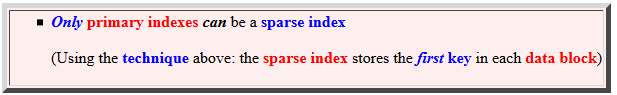 Only primary indexes can be a sparse index
(Using the technique above: the sparse index stores the first key in each data block)